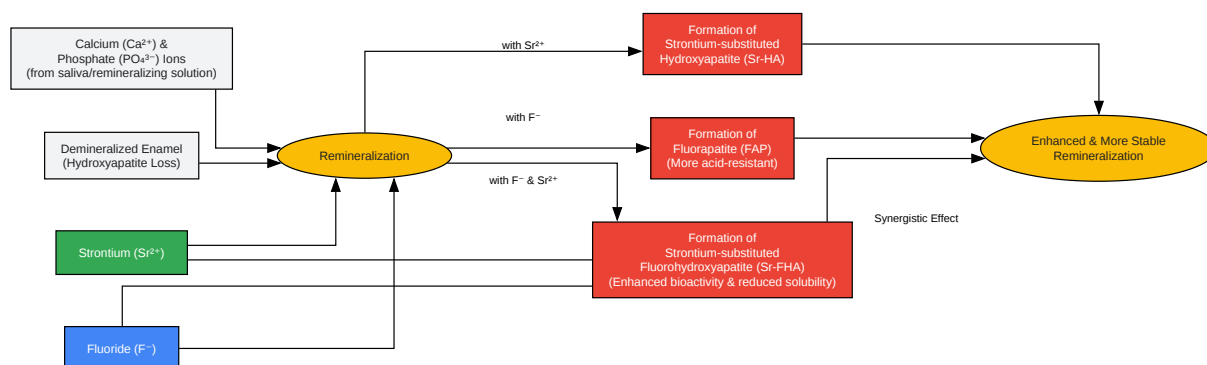 Calcium (Ca²⁺) &
Phosphate (PO₄³⁻) Ions
(from saliva/remineralizing solution)
Demineralized Enamel
(Hydroxyapatite Loss)
Strontium (Sr²⁺)
Fluoride (F⁻)
Remineralization
with Sr²⁺
with F⁻
with F⁻ & Sr²⁺
Formation of
Strontium-substituted
Hydroxyapatite (Sr-HA)
Formation of
Fluorapatite (FAP)
(More acid-resistant)
Formation of
Strontium-substituted
Fluorohydroxyapatite (Sr-FHA)
(Enhanced bioactivity & reduced solubility)
Synergistic Effect
Enhanced & More Stable
Remineralization